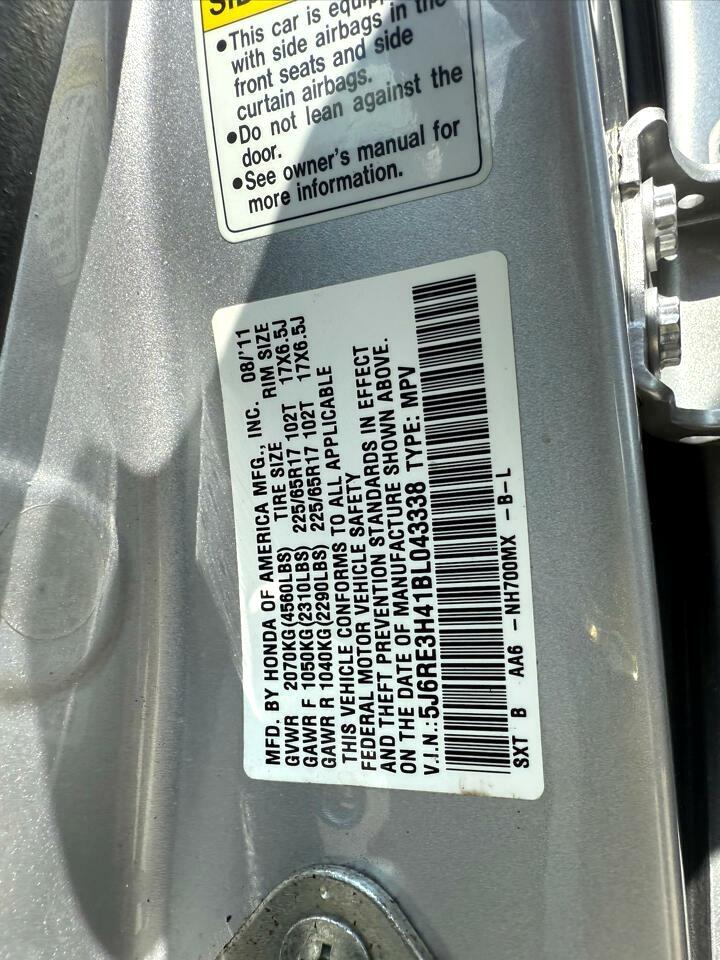 •This car is
with side airbags in the
front seats and side
curtain airbags.
•Do not lean against the
door.
•See owner's manual for
more information.
MFD. BY HONDA OF AMERICA MFG., INC. 08/'11
GVWR 2070KG(4560LBS) TIRE SIZE RIM SIZE
GAWR F 1050KG(2310LBS) 225/65R17 102T 17X6.5J
GAWR R 1040KG(2290LBS) 225/65R17 102T 17X6.5J
THIS VEHICLE CONFORMS TO ALL APPLICABLE
FEDERAL MOTOR VEHICLE SAFETY
AND THEFT PREVENTION STANDARDS IN EFFECT
ON THE DATE OF MANUFACTURE SHOWN ABOVE.
V.I.N.:5J6RE3H41BL043338 TYPE: MPV
SXT B AA6 -NH700MX -B-L